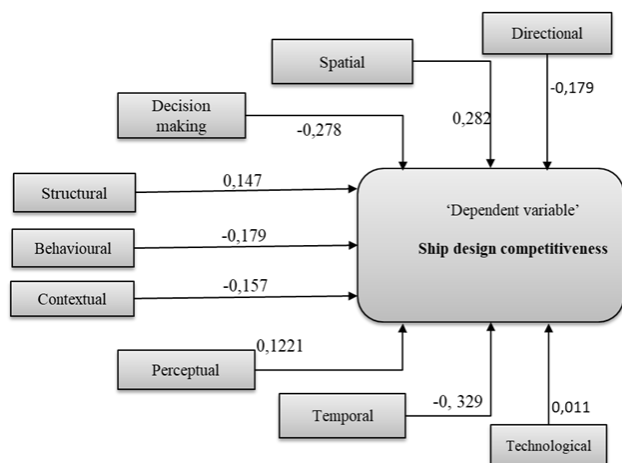 Directional
Spatial
-0,179
Decision
making
0,282
-0,278
Structural
0,147
‘Dependent variable’
Ship design competitiveness
Behavioural
-0,179
Contextual
-0,157
Perceptual
0,1221
Temporal
-0, 329
0,011
Technological